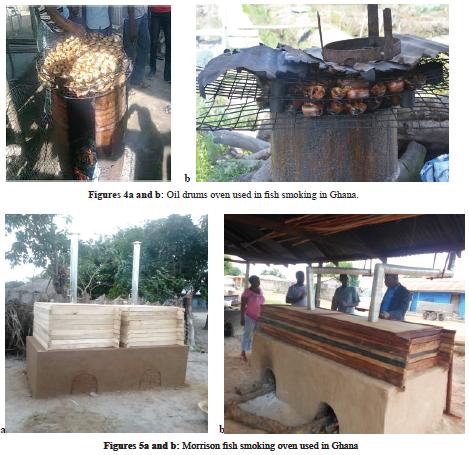 b
Figures 4a and b: Oil drums oven used in fish smoking in Ghana.
a
b
Figures 5a and b: Morrison fish smoking oven used in Ghana